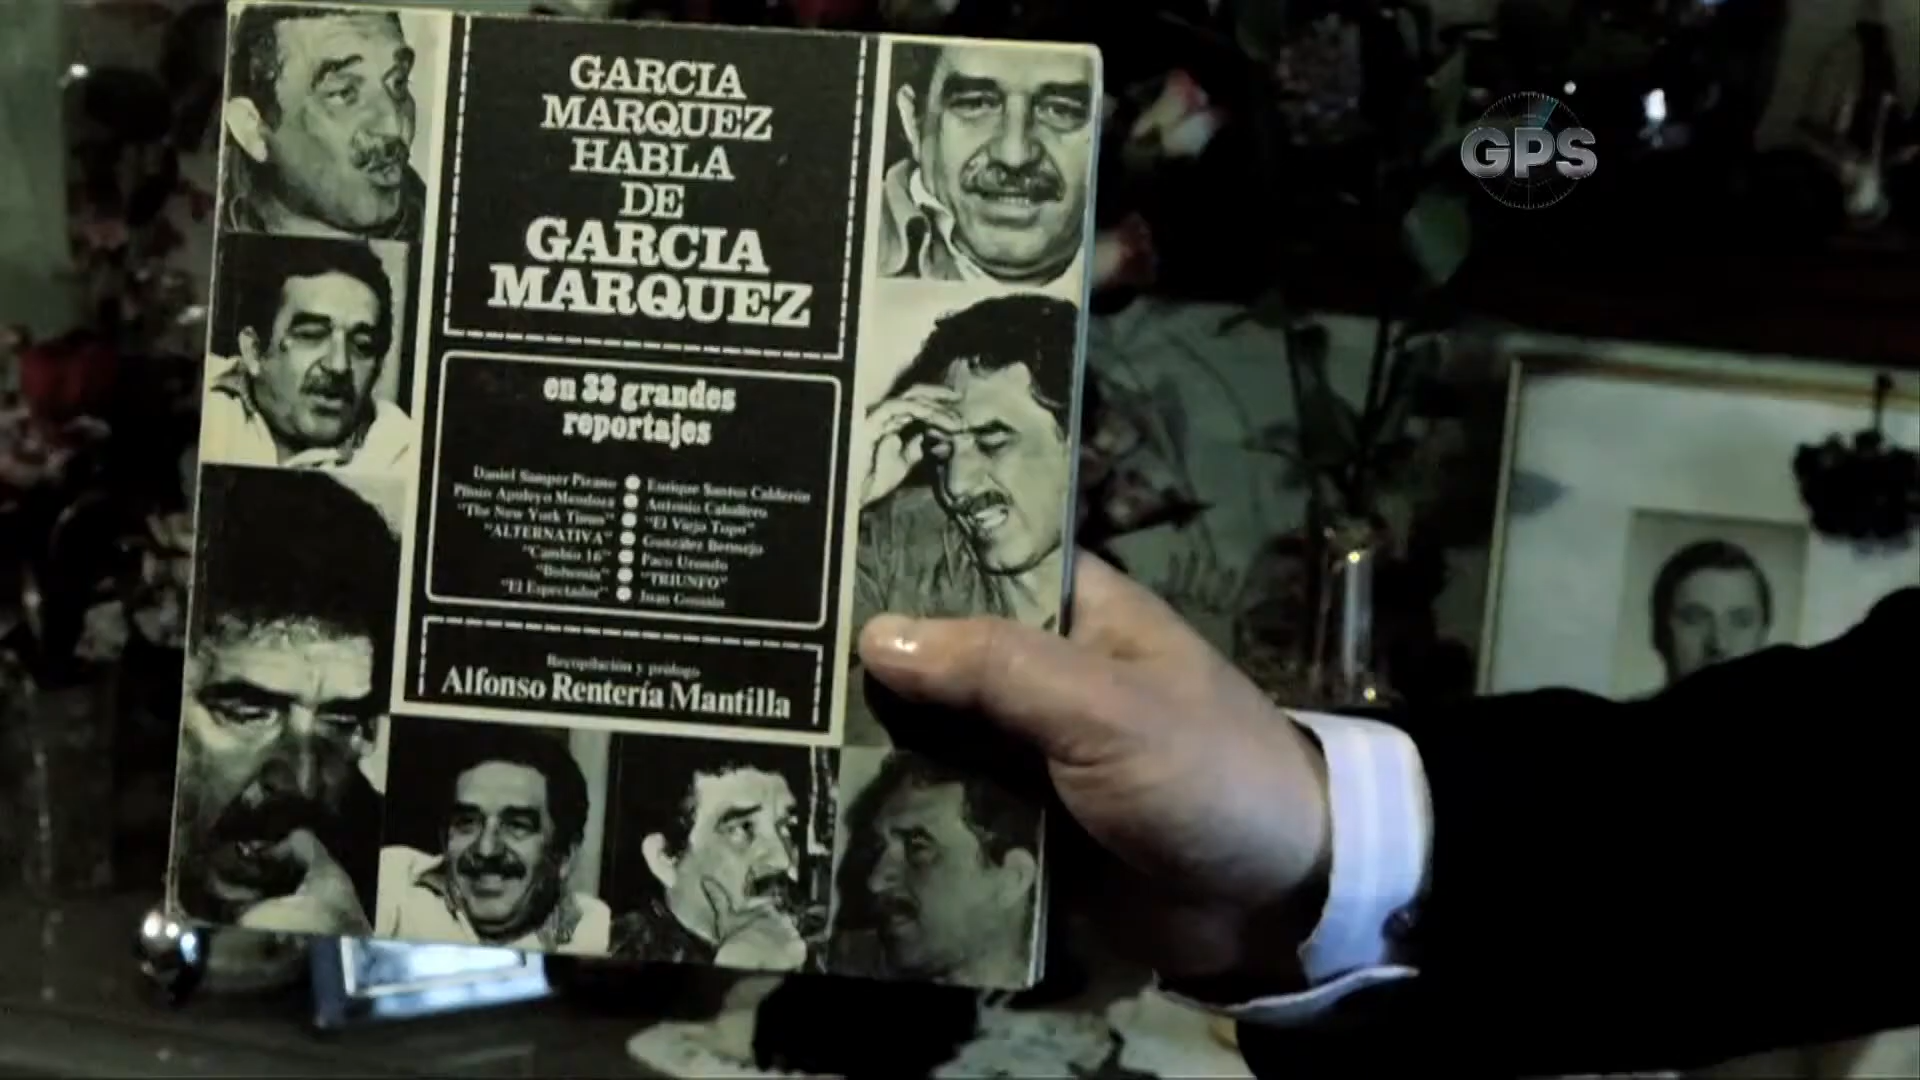 GARCIA
MARQUEZ
HABLA
DE
GARCIA
MARQUEZ
en 33 grandes
reportajes
Daniel Samper Pizano ● Enrique Santos Calderón
Plinio Apuleyo Mendoza ● Antonio Caballero
"The New York Times" ● "El Viejo Topo"
"ALTERNATIVA" ● González Bermejo
"Cambio 16" ● Paco Urondo
"Bohemia" ● "TRIUNFO"
"El Espectador" ● Juan Gossaín
Recopilación y prólogo
Alfonso Rentería Mantilla
GPS